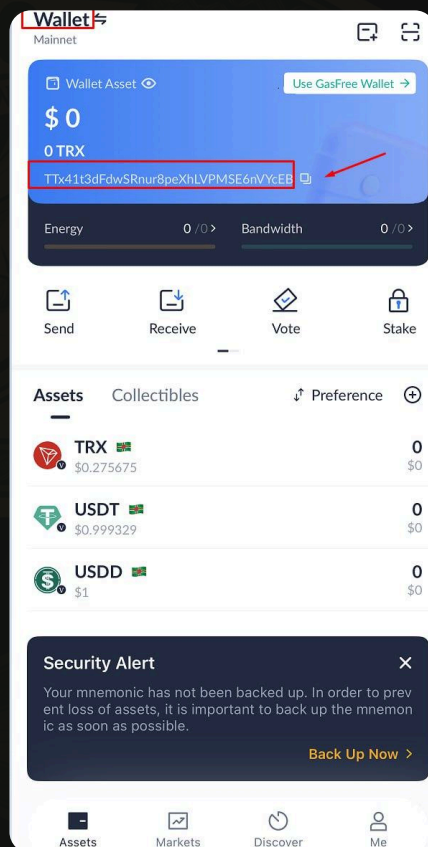 Wallet
Mainnet
Wallet Asset
Use GasFree Wallet →
$ 0
0 TRX
TTx41t3dFdwSRnur8peXhLVPMSE6nVYcEB
Energy 0 /0 > Bandwidth 0 /0 >
Send Receive Vote Stake
Assets Collectibles Preference
TRX 0
$0.275675 $0
USDT 0
$0.999329 $0
USDD 0
$1 $0
Security Alert
Your mnemonic has not been backed up. In order to prev
ent loss of assets, it is important to back up the mnemon
ic as soon as possible.
Back Up Now >
Assets Markets Discover Me